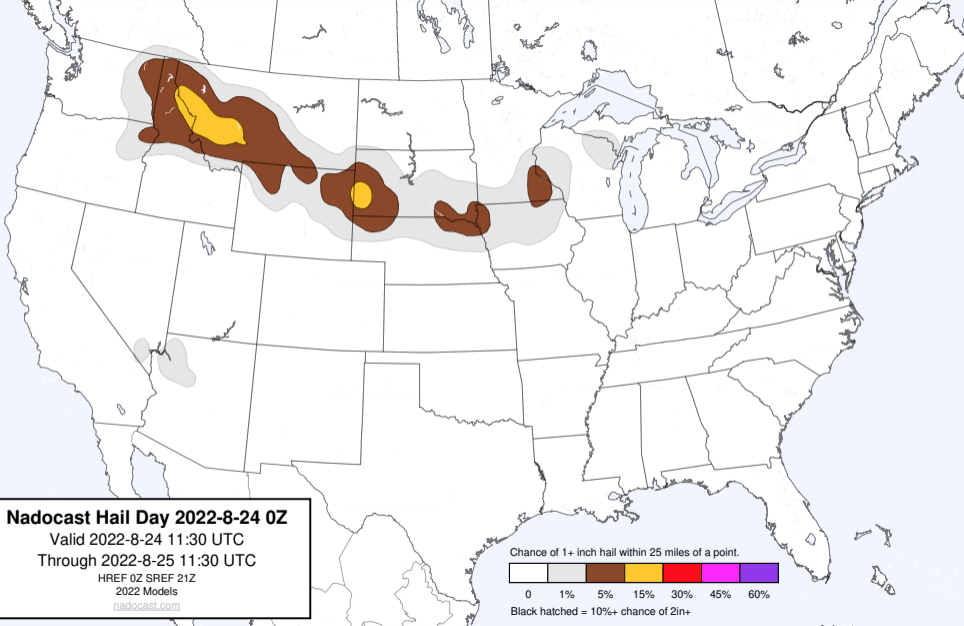 Nadocast Hail Day 2022-8-24 0Z
Valid 2022-8-24 11:30 UTC
Through 2022-8-25 11:30 UTC
HREF 0Z SREF 21Z
2022 Models
nadocast.com
Chance of 1+ inch hail within 25 miles of a point.
0 1% 5% 15% 30% 45% 60%
Black hatched = 10%+ chance of 2in+